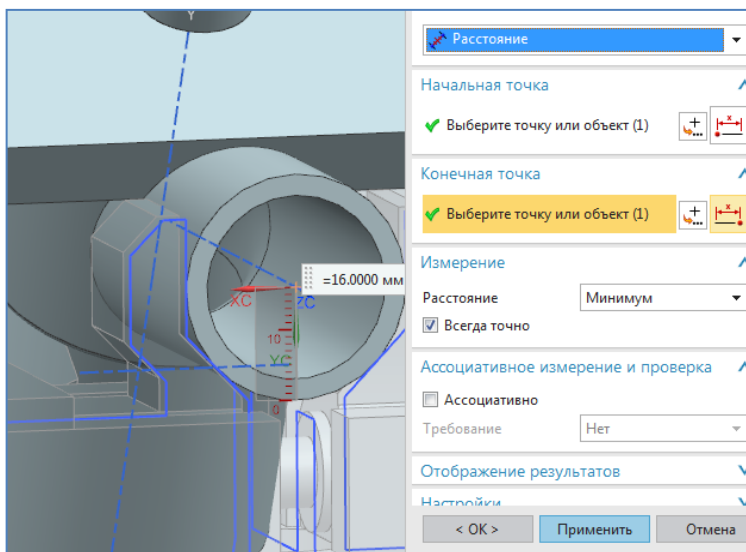 Y
Расстояние
Начальная точка
Выберите точку или объект (1)
x
Конечная точка
Выберите точку или объект (1)
x
=16.0000 мм
XC
ZC
10
YC
0
Измерение
Расстояние
Минимум
Всегда точно
Ассоциативное измерение и проверка
Ассоциативно
Требование
Нет
Отображение результатов
Настройки
< OK >
Применить
Отмена